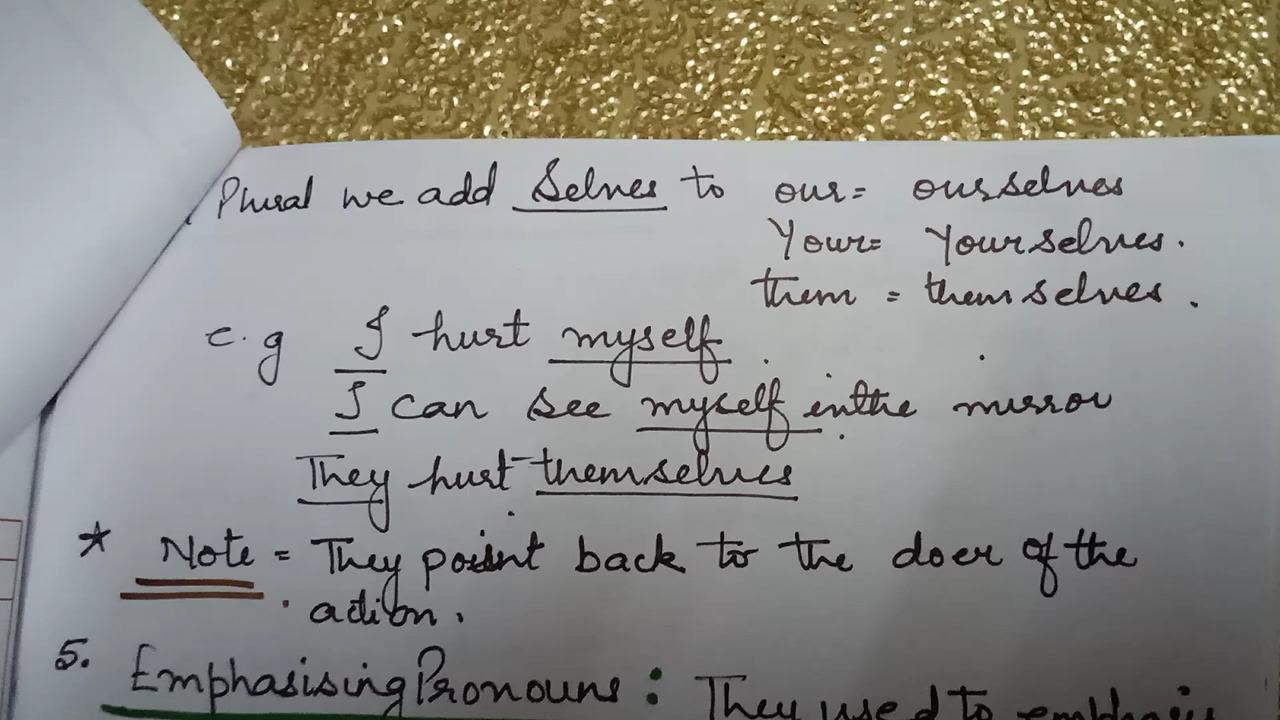 Plural we add Selves to our= ourselves
Your= Yourselves.
them = themselves.
e.g I hurt myself.
I can see myself in the mirror
They hurt themselves
* Note = They point back to the doer of the
action.
5. Emphasising Pronouns: They used to emphasis